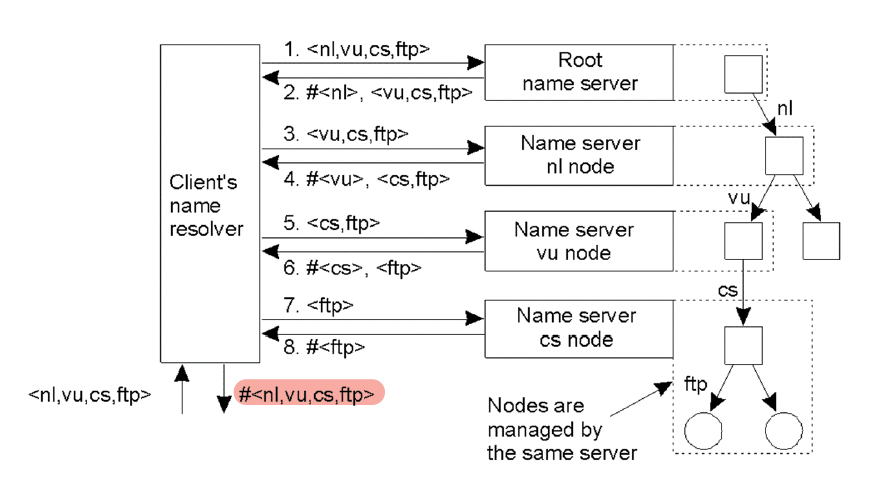 1. <nl,vu,cs,ftp>
Root
name server
2. #<nl>, <vu,cs,ftp>
nl
3. <vu,cs,ftp>
Name server
nl node
4. #<vu>, <cs,ftp>
Client's
name
resolver
vu
5. <cs,ftp>
Name server
vu node
6. #<cs>, <ftp>
cs
7. <ftp>
Name server
cs node
8. #<ftp>
<nl,vu,cs,ftp>
#<nl,vu,cs,ftp>
ftp
Nodes are
managed by
the same server